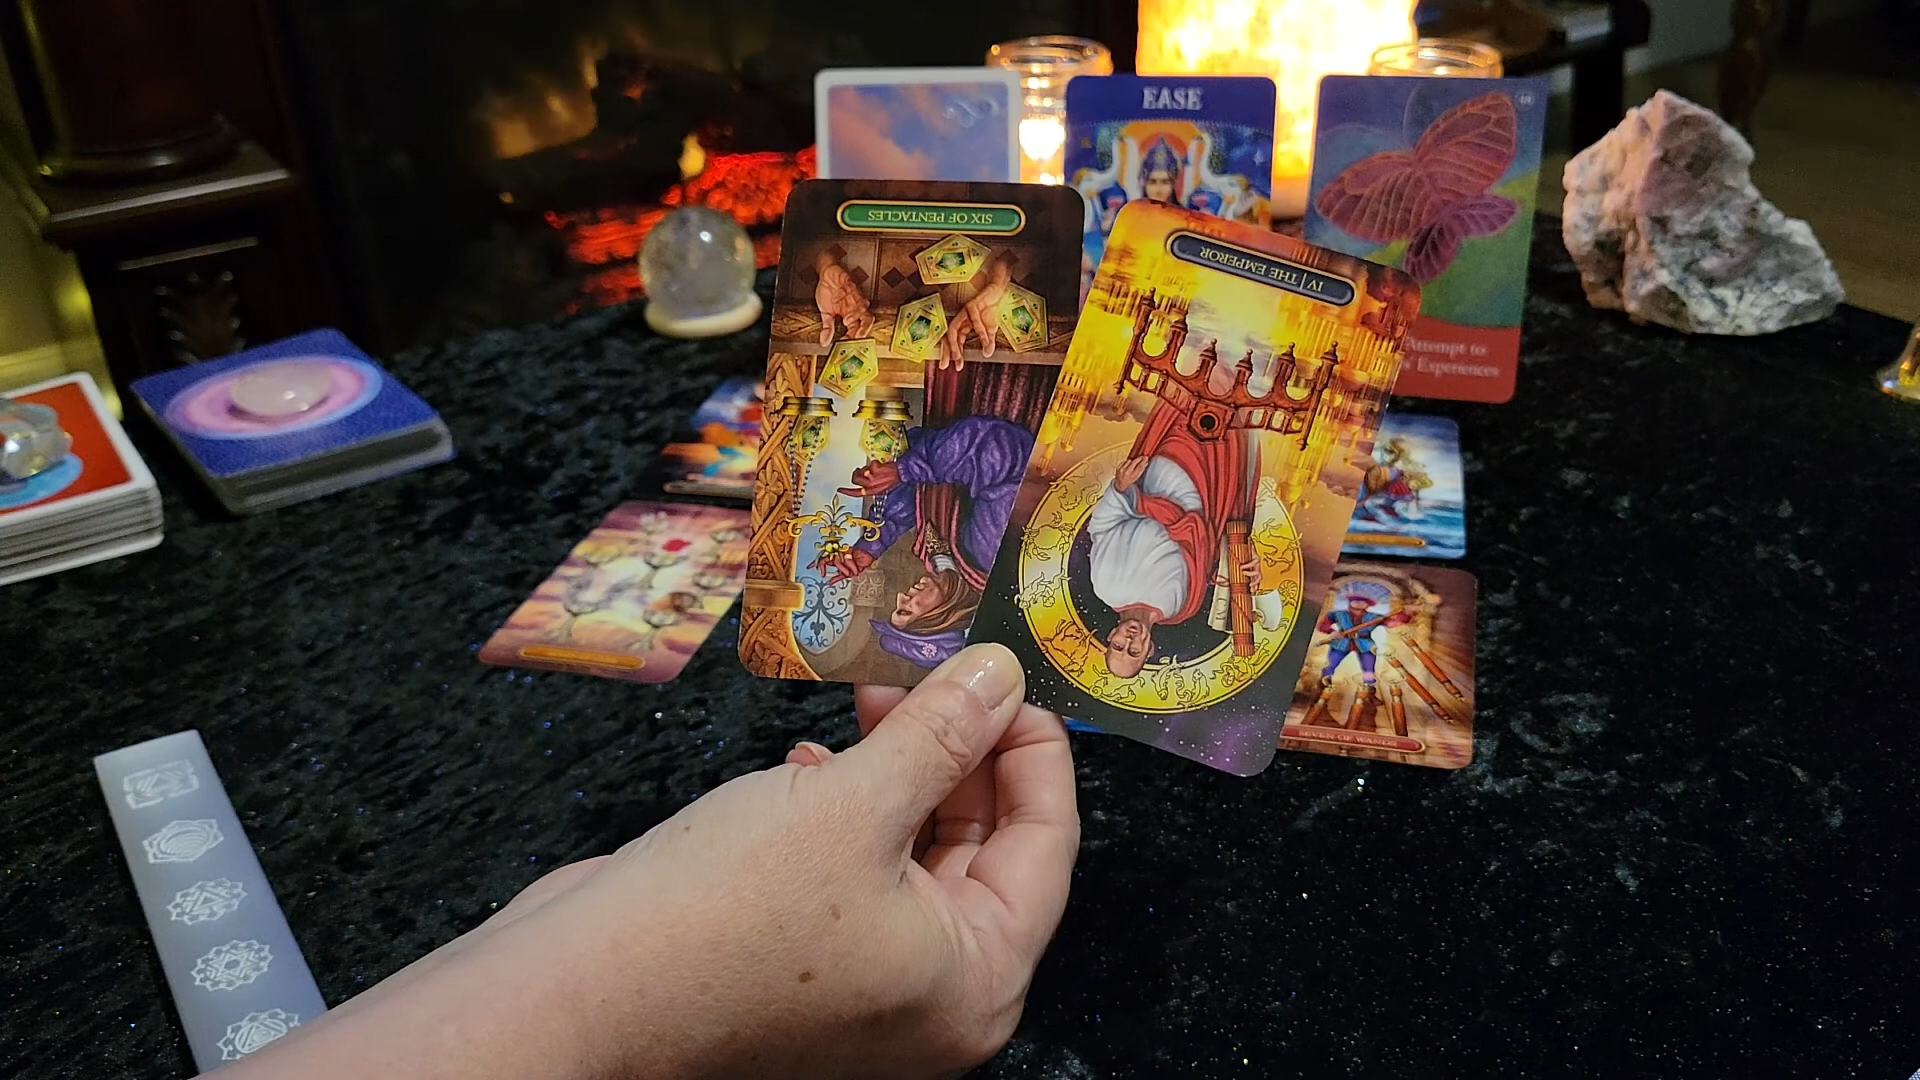 EASE
SIX OF PENTACLES
IV THE EMPEROR
Attempt to
Experiences
SEVEN OF WANDS